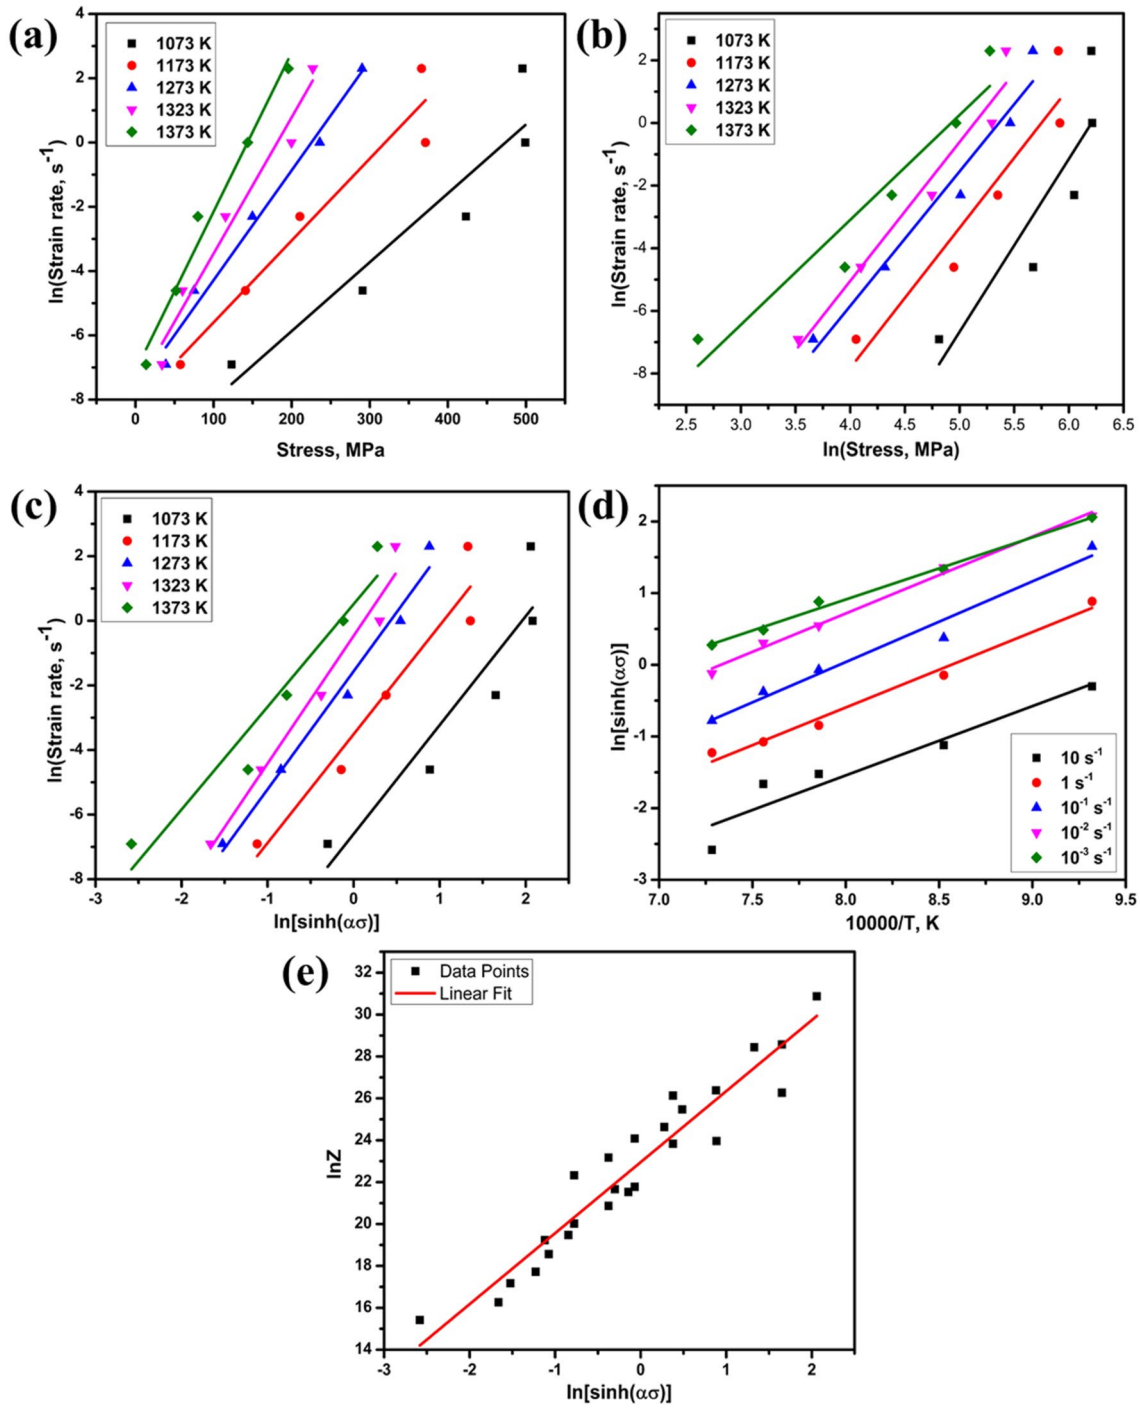 (a)
4
2
0
-2
-4
-6
-8
ln(Strain rate, s-1)
1073 K
1173 K
1273 K
1323 K
1373 K
0 100 200 300 400 500
Stress, MPa
(b)
2
0
-2
-4
-6
-8
ln(Strain rate, s-1)
1073 K
1173 K
1273 K
1323 K
1373 K
2.5 3.0 3.5 4.0 4.5 5.0 5.5 6.0 6.5
ln(Stress, MPa)
(c)
4
2
0
-2
-4
-6
-8
ln(Strain rate, s-1)
1073 K
1173 K
1273 K
1323 K
1373 K
-3 -2 -1 0 1 2
ln[sinh(ασ)]
(d)
2
1
0
-1
-2
-3
ln[sinh(ασ)]
10 s-1
1 s-1
10-1 s-1
10-2 s-1
10-3 s-1
7.0 7.5 8.0 8.5 9.0 9.5
10000/T, K
(e)
32
30
28
26
24
22
20
18
16
14
lnZ
Data Points
Linear Fit
-3 -2 -1 0 1 2
ln[sinh(ασ)]